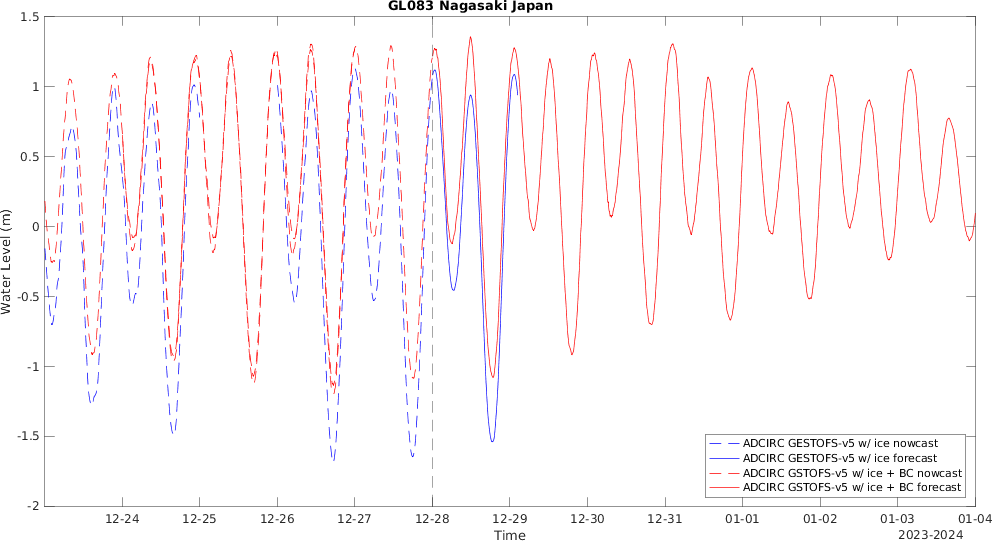 GL083 Nagasaki Japan
1.5
1
0.5
0
-0.5
-1
-1.5
-2
Water Level (m)
12-24 12-25 12-26 12-27 12-28 12-29 12-30 12-31 01-01 01-02 01-03 01-04
Time
2023-2024
ADCIRC GESTOFS-v5 w/ ice nowcast
ADCIRC GESTOFS-v5 w/ ice forecast
ADCIRC GSTOFS-v5 w/ ice + BC nowcast
ADCIRC GSTOFS-v5 w/ ice + BC forecast